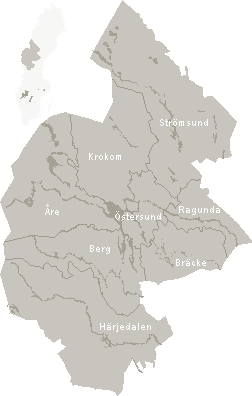 Strömsund
Krokom
Åre
Östersund
Ragunda
Berg
Bräcke
Härjedalen